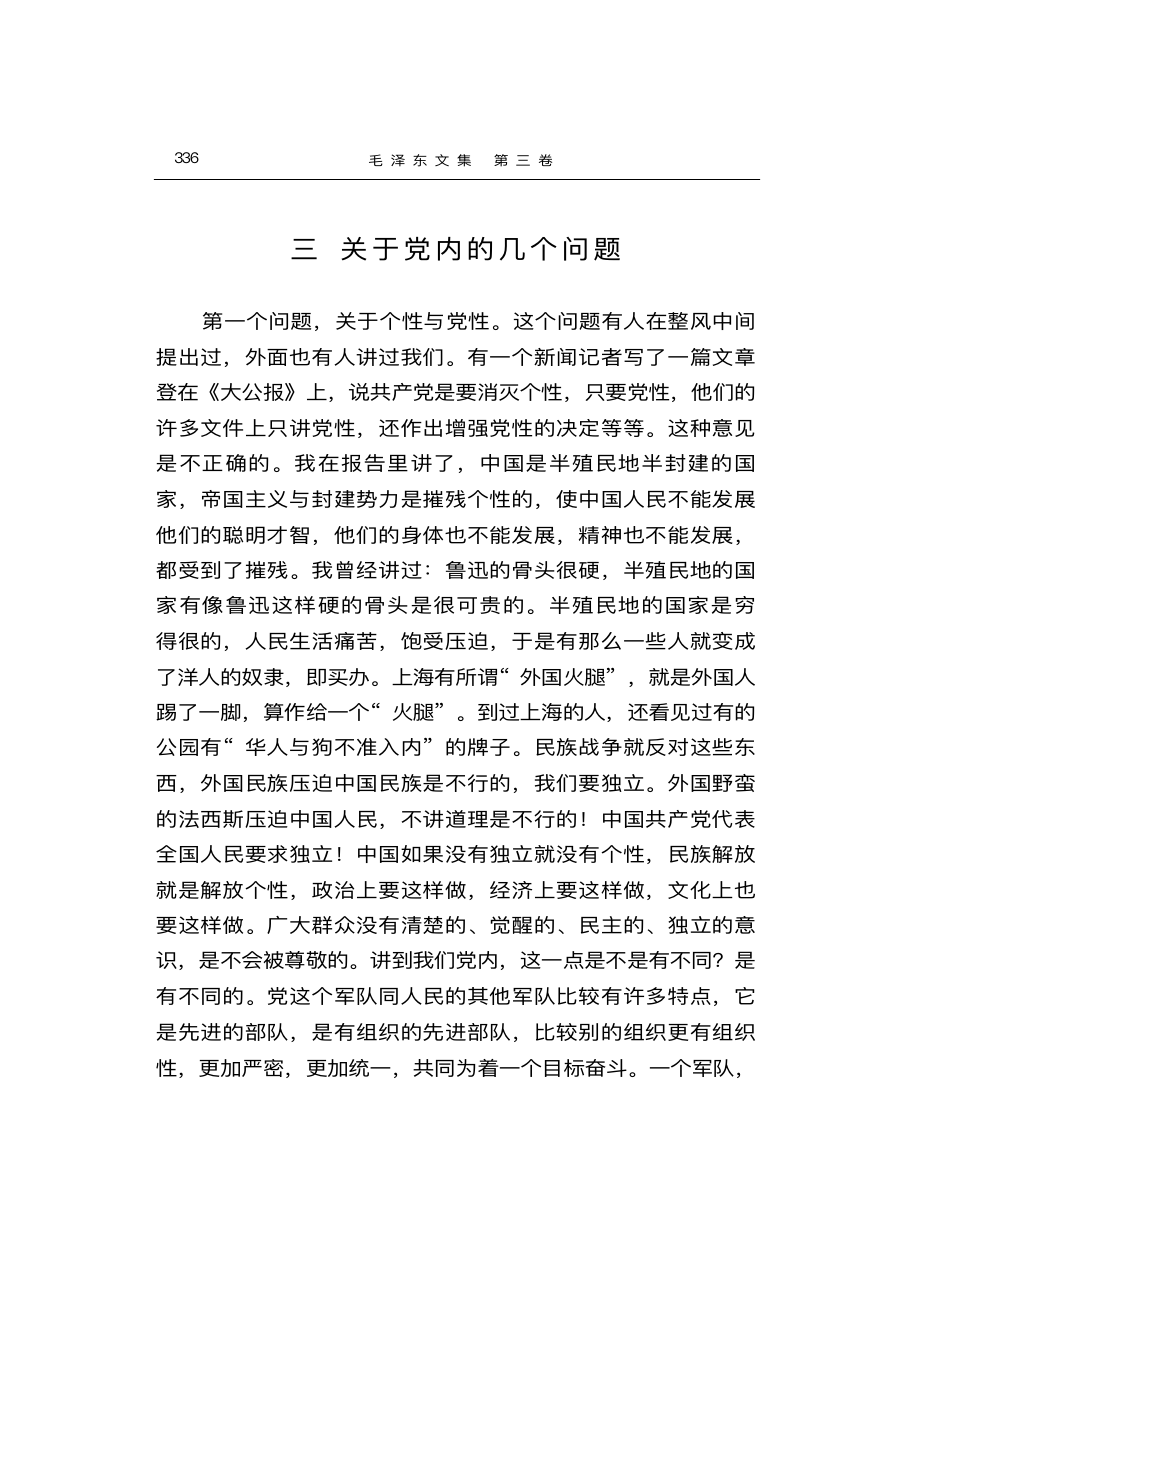 336
毛泽东文集 第三卷
三 关于党内的几个问题
第一个问题，关于个性与党性。这个问题有人在整风中间
提出过，外面也有人讲过我们。有一个新闻记者写了一篇文章
登在《大公报》上，说共产党是要消灭个性，只要党性，他们的
许多文件上只讲党性，还作出增强党性的决定等等。这种意见
是不正确的。我在报告里讲了，中国是半殖民地半封建的国
家，帝国主义与封建势力是摧残个性的，使中国人民不能发展
他们的聪明才智，他们的身体也不能发展，精神也不能发展，
都受到了摧残。我曾经讲过：鲁迅的骨头很硬，半殖民地的国
家有像鲁迅这样硬的骨头是很可贵的。半殖民地的国家是穷
得很的，人民生活痛苦，饱受压迫，于是有那么一些人就变成
了洋人的奴隶，即买办。上海有所谓“外国火腿”，就是外国人
踢了一脚，算作给一个“火腿”。到过上海的人，还看见过有的
公园有“华人与狗不准入内”的牌子。民族战争就反对这些东
西，外国民族压迫中国民族是不行的，我们要独立。外国野蛮
的法西斯压迫中国人民，不讲道理是不行的！中国共产党代表
全国人民要求独立！中国如果没有独立就没有个性，民族解放
就是解放个性，政治上要这样做，经济上要这样做，文化上也
要这样做。广大群众没有清楚的、觉醒的、民主的、独立的意
识，是不会被尊敬的。讲到我们党内，这一点是不是有不同？是
有不同的。党这个军队同人民的其他军队比较有许多特点，它
是先进的部队，是有组织的先进部队，比较别的组织更有组织
性，更加严密，更加统一，共同为着一个目标奋斗。一个军队，